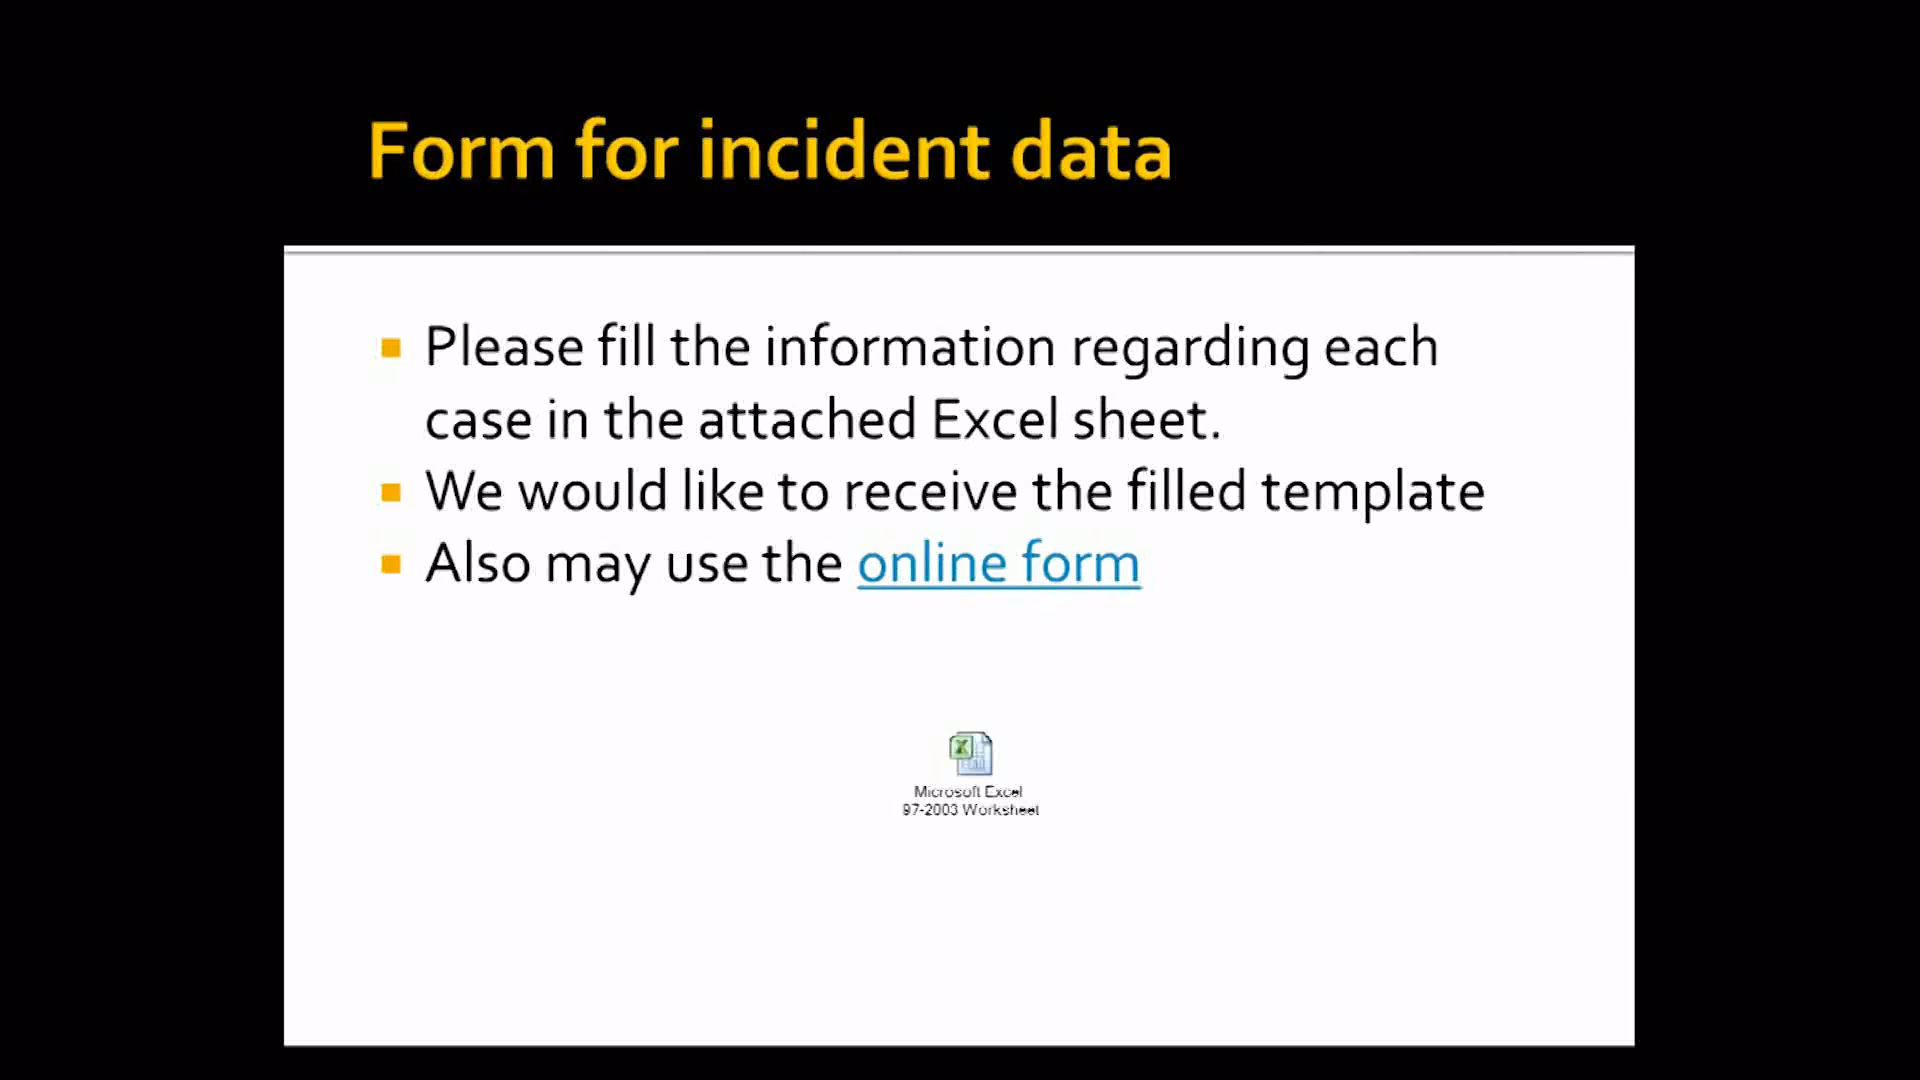 Form for incident data
Please fill the information regarding each
case in the attached Excel sheet.
We would like to receive the filled template
Also may use the online form
Microsoft Excel
97-2003 Worksheet